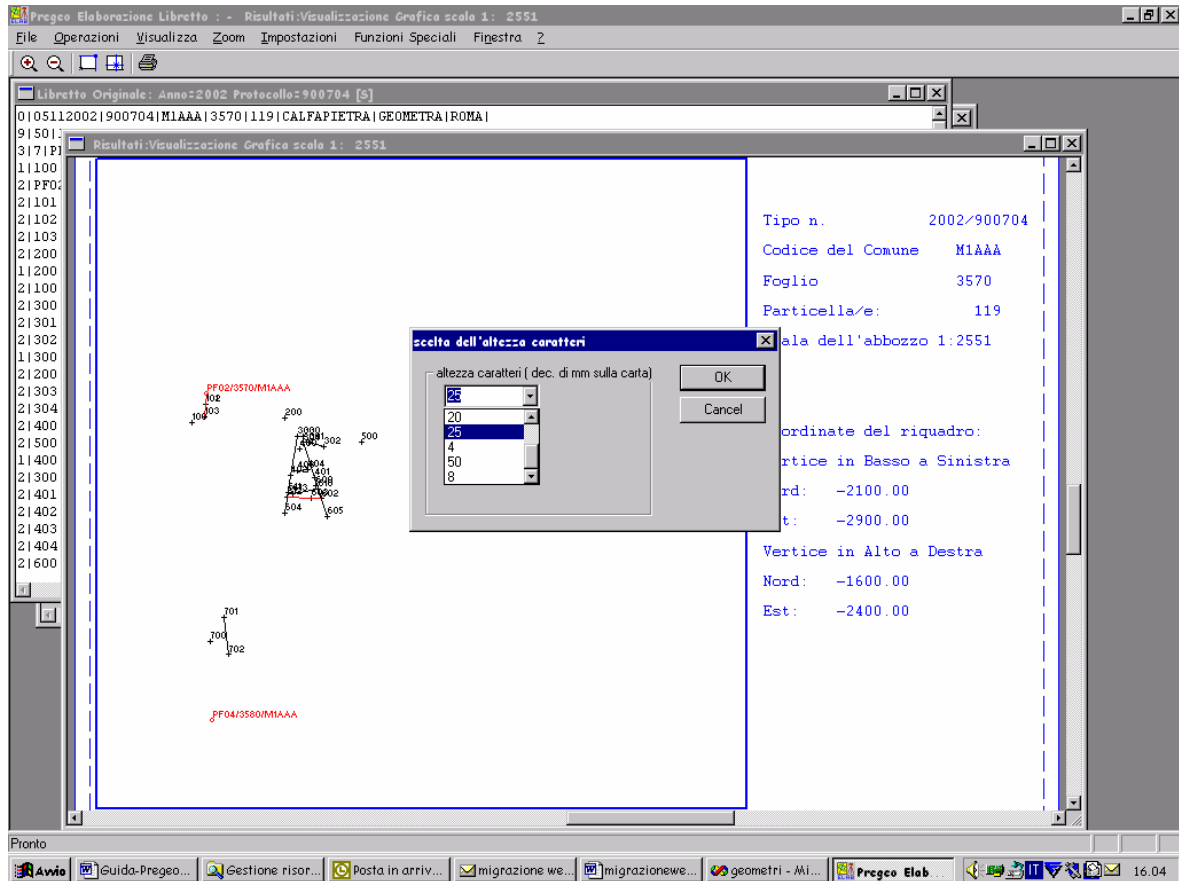 Pregeo Elaborazione Libretto : - Risultati:Visualizzazione Grafica scala 1: 2551
File Operazioni Visualizza Zoom Impostazioni Funzioni Speciali Finestra ?
Libretto Originale: Anno=2002 Protocollo=900704 [S]
0|05112002|900704|M1AAA|3570|119|CALFAPIETRA|GEOMETRA|ROMA|
9|50|
3|7|P
1|100
2|PF02
2|101
2|102
2|103
2|200
1|200
2|100
2|300
2|301
2|302
1|300
2|200
2|303
2|304
2|400
2|500
1|400
2|300
2|401
2|402
2|403
2|404
2|600
Risultati:Visualizzazione Grafica scala 1: 2551
PF02/3570/M1AAA
102
103
100
200
302
500
401
602
604
605
701
700
702
PF04/3580/M1AAA
Tipo n. 2002/900704
Codice del Comune M1AAA
Foglio 3570
Particella/e: 119
ala dell'abbozzo 1:2551
ordinate del riquadro:
rtice in Basso a Sinistra
rd: -2100.00
t: -2900.00
Vertice in Alto a Destra
Nord: -1600.00
Est: -2400.00
scelta dell'altezza caratteri
altezza caratteri ( dec. di mm sulla carta)
25
20
25
4
50
8
OK
Cancel
Pronto
Avvio
Guida-Pregeo...
Gestione risor...
Posta in arriv...
migrazione we...
migrazionewe...
geometri - Mi...
Pregeo Elab...
16.04